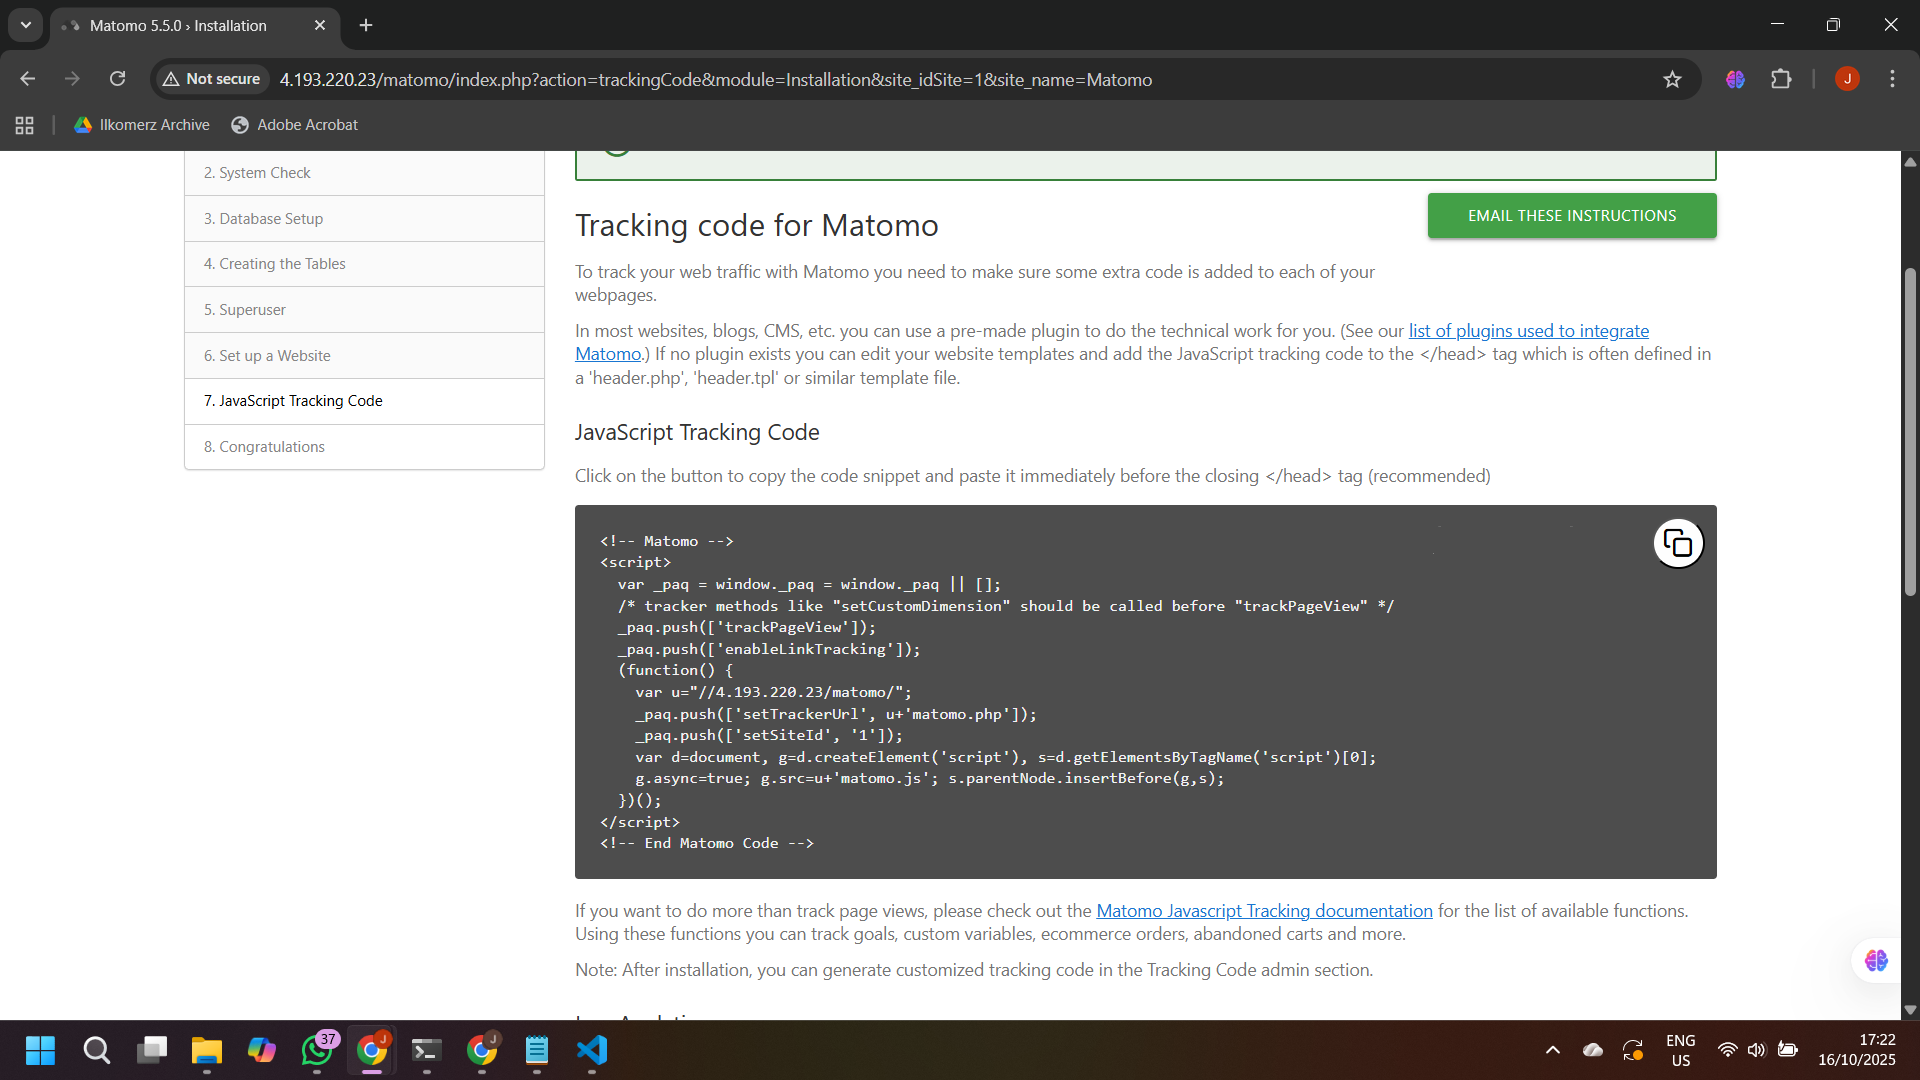 Matomo 5.5.0 › Installation
Not secure
4.193.220.23/matomo/index.php?action=trackingCode&module=Installation&site_idSite=1&site_name=Matomo
J
Ilkomerz Archive
Adobe Acrobat
2. System Check
3. Database Setup
4. Creating the Tables
5. Superuser
6. Set up a Website
7. JavaScript Tracking Code
8. Congratulations
Tracking code for Matomo
EMAIL THESE INSTRUCTIONS
To track your web traffic with Matomo you need to make sure some extra code is added to each of your
webpages.
In most websites, blogs, CMS, etc. you can use a pre-made plugin to do the technical work for you. (See our list of plugins used to integrate
Matomo.) If no plugin exists you can edit your website templates and add the JavaScript tracking code to the </head> tag which is often defined in
a 'header.php', 'header.tpl' or similar template file.
JavaScript Tracking Code
Click on the button to copy the code snippet and paste it immediately before the closing </head> tag (recommended)
<!-- Matomo -->
<script>
var _paq = window._paq = window._paq || [];
/* tracker methods like "setCustomDimension" should be called before "trackPageView" */
_paq.push(['trackPageView']);
_paq.push(['enableLinkTracking']);
(function() {
var u="//4.193.220.23/matomo/";
_paq.push(['setTrackerUrl', u+'matomo.php']);
_paq.push(['setSiteId', '1']);
var d=document, g=d.createElement('script'), s=d.getElementsByTagName('script')[0];
g.async=true; g.src=u+'matomo.js'; s.parentNode.insertBefore(g,s);
})();
</script>
<!-- End Matomo Code -->
If you want to do more than track page views, please check out the Matomo Javascript Tracking documentation for the list of available functions.
Using these functions you can track goals, custom variables, ecommerce orders, abandoned carts and more.
Note: After installation, you can generate customized tracking code in the Tracking Code admin section.
37
J
J
ENG
US
17:22
16/10/2025